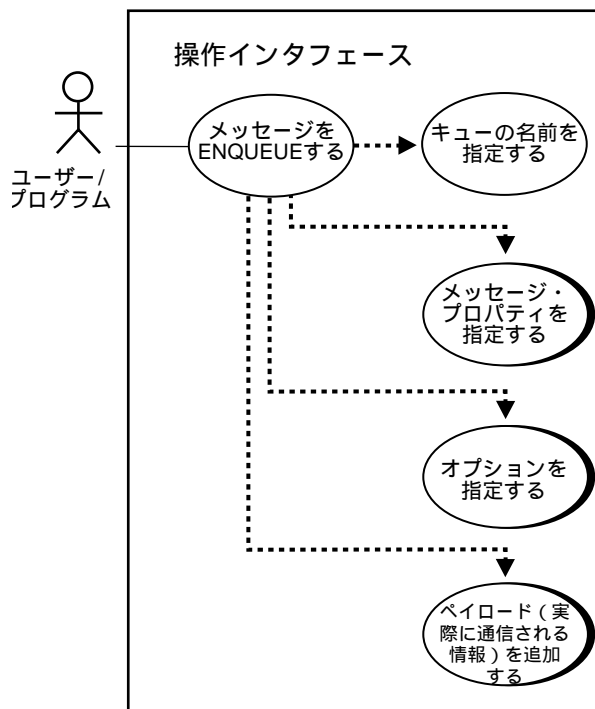 操作インタフェース
メッセージを
ENQUEUEする
キューの名前を
指定する
ユーザー/
プログラム
メッセージ・
プロパティを
指定する
オプションを
指定する
ペイロード（実
際に通信される
情報）を追加
する